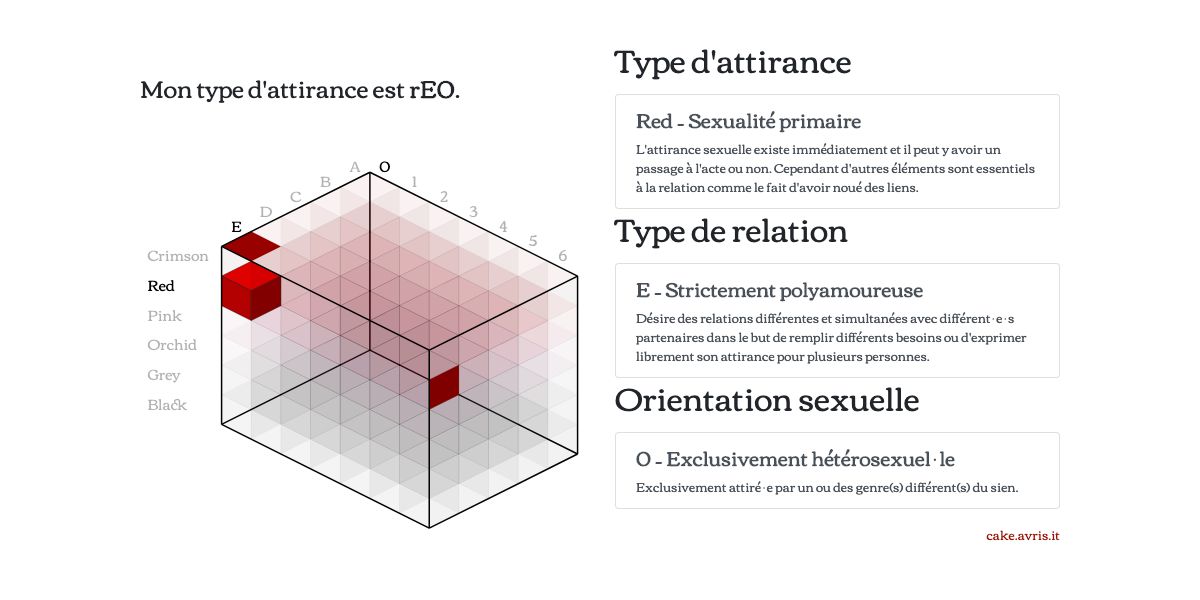 Mon type d'attirance est rEO.
A
O
B
1
C
2
D
3
E
4
5
6
Crimson
Red
Pink
Orchid
Grey
Black
Type d'attirance
Red - Sexualité primaire
L'attirance sexuelle existe immédiatement et il peut y avoir un
passage à l'acte ou non. Cependant d'autres éléments sont essentiels
à la relation comme le fait d'avoir noué des liens.
Type de relation
E - Strictement polyamoureuse
Désire des relations différentes et simultanées avec différent·e·s
partenaires dans le but de remplir différents besoins ou d'exprimer
librement son attirance pour plusieurs personnes.
Orientation sexuelle
O - Exclusivement hétérosexuel·le
Exclusivement attiré·e par un ou des genre(s) différent(s) du sien.
cake.avris.it